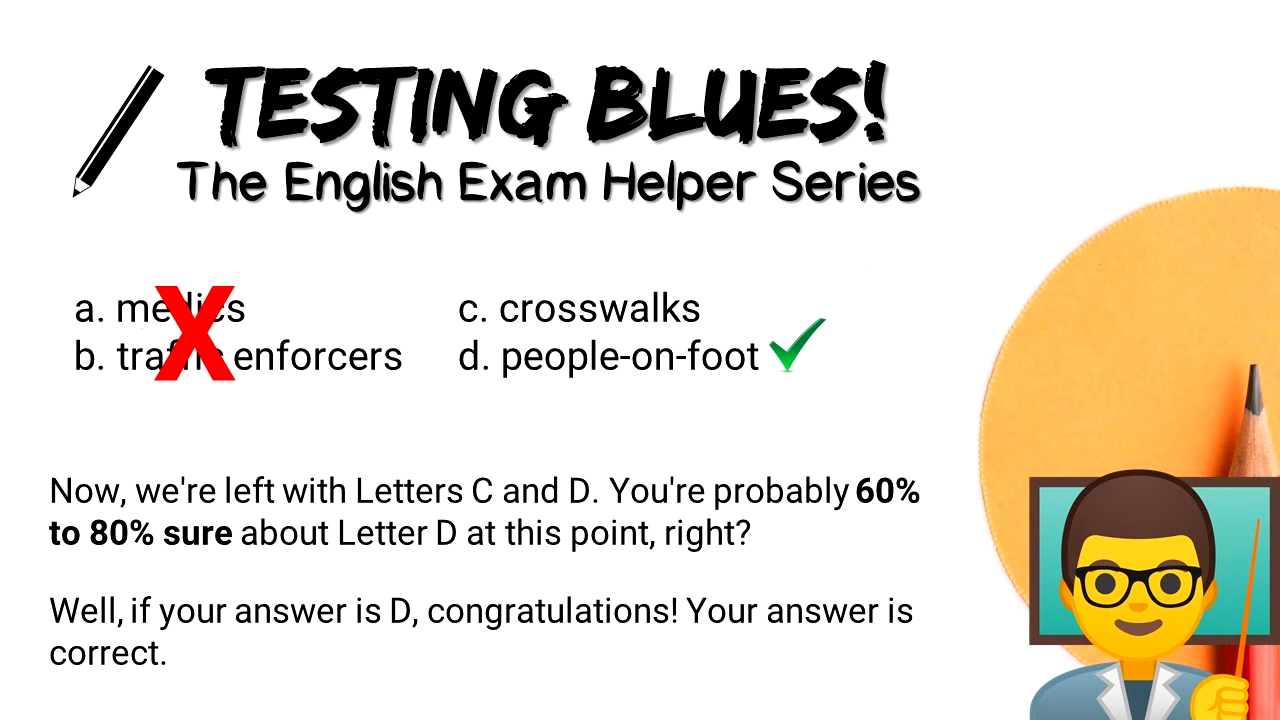 TESTING BLUES!
The English Exam Helper Series
a. medics
b. traffic enforcers
c. crosswalks
d. people-on-foot
Now, we're left with Letters C and D. You're probably 60%
to 80% sure about Letter D at this point, right?
Well, if your answer is D, congratulations! Your answer is
correct.